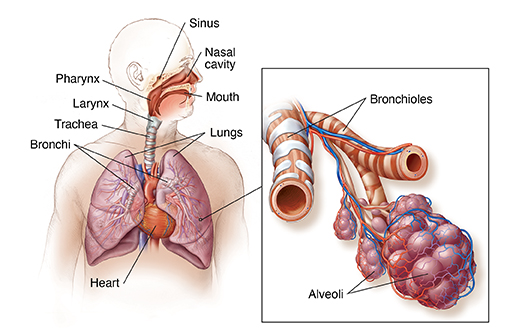 Sinus
Nasal
cavity
Pharynx
Mouth
Larynx
Trachea
Lungs
Bronchi
Heart
Bronchioles
Alveoli